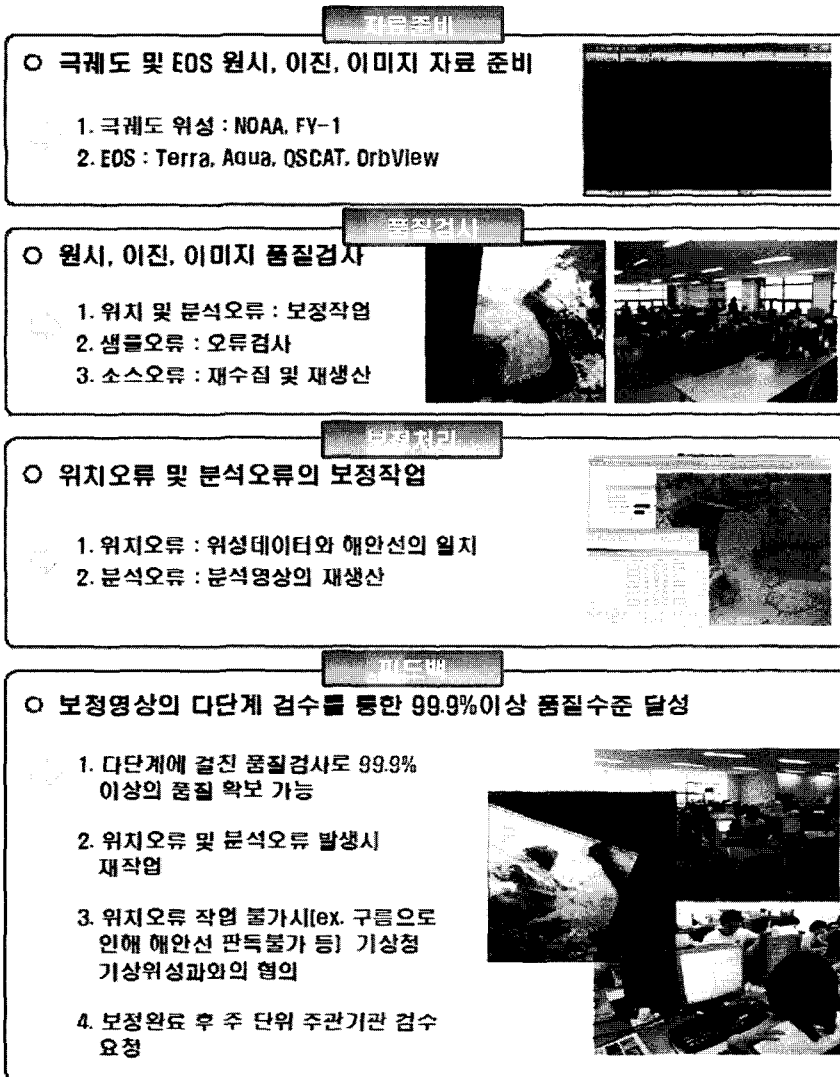 자료준비
○ 극궤도 및 EOS 원시, 이진, 이미지 자료 준비
1. 극궤도 위성 : NOAA, FY-1
2. EOS : Terra, Aqua, QSCAT, OrbView
품질검사
○ 원시, 이진, 이미지 품질검사
1. 위치 및 분석오류 : 보정작업
2. 샘플오류 : 오류검사
3. 소스오류 : 재수집 및 재생산
보정처리
○ 위치오류 및 분석오류의 보정작업
1. 위치오류 : 위성데이터와 해안선의 일치
2. 분석오류 : 분석영상의 재생산
피드백
○ 보정영상의 다단계 검수를 통한 99.9%이상 품질수준 달성
1. 다단계에 걸친 품질검사로 99.9%
이상의 품질 확보 가능
2. 위치오류 및 분석오류 발생시
재작업
3. 위치오류 작업 불가시(ex. 구름으로
인해 해안선 판독불가 등) 기상청
기상위성과와의 협의
4. 보정완료 후 주 단위 주관기관 검수
요청